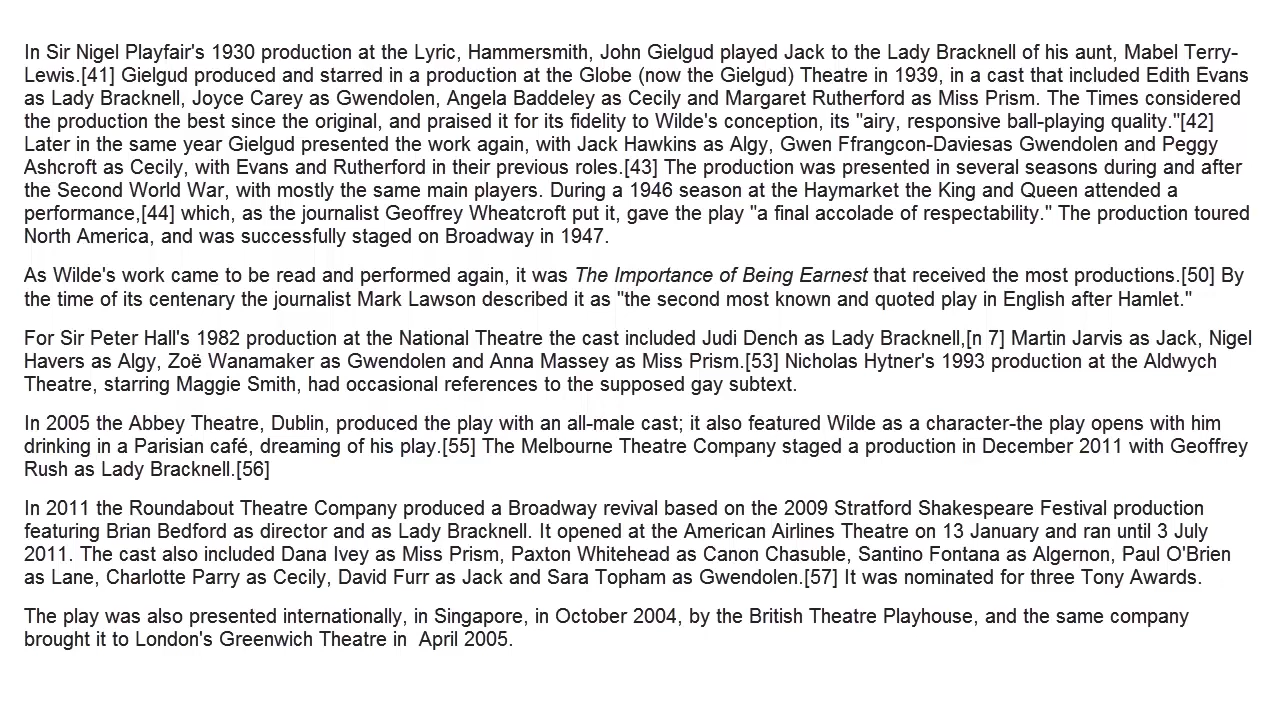 In Sir Nigel Playfair's 1930 production at the Lyric, Hammersmith, John Gielgud played Jack to the Lady Bracknell of his aunt, Mabel Terry-
Lewis.[41] Gielgud produced and starred in a production at the Globe (now the Gielgud) Theatre in 1939, in a cast that included Edith Evans
as Lady Bracknell, Joyce Carey as Gwendolen, Angela Baddeley as Cecily and Margaret Rutherford as Miss Prism. The Times considered
the production the best since the original, and praised it for its fidelity to Wilde's conception, its "airy, responsive ball-playing quality."[42]
Later in the same year Gielgud presented the work again, with Jack Hawkins as Algy, Gwen Ffrangcon-Daviesas Gwendolen and Peggy
Ashcroft as Cecily, with Evans and Rutherford in their previous roles.[43] The production was presented in several seasons during and after
the Second World War, with mostly the same main players. During a 1946 season at the Haymarket the King and Queen attended a
performance,[44] which, as the journalist Geoffrey Wheatcroft put it, gave the play "a final accolade of respectability." The production toured
North America, and was successfully staged on Broadway in 1947.
As Wilde's work came to be read and performed again, it was The Importance of Being Earnest that received the most productions.[50] By
the time of its centenary the journalist Mark Lawson described it as "the second most known and quoted play in English after Hamlet."
For Sir Peter Hall's 1982 production at the National Theatre the cast included Judi Dench as Lady Bracknell,[n 7] Martin Jarvis as Jack, Nigel
Havers as Algy, Zoë Wanamaker as Gwendolen and Anna Massey as Miss Prism.[53] Nicholas Hytner's 1993 production at the Aldwych
Theatre, starring Maggie Smith, had occasional references to the supposed gay subtext.
In 2005 the Abbey Theatre, Dublin, produced the play with an all-male cast; it also featured Wilde as a character-the play opens with him
drinking in a Parisian café, dreaming of his play.[55] The Melbourne Theatre Company staged a production in December 2011 with Geoffrey
Rush as Lady Bracknell.[56]
In 2011 the Roundabout Theatre Company produced a Broadway revival based on the 2009 Stratford Shakespeare Festival production
featuring Brian Bedford as director and as Lady Bracknell. It opened at the American Airlines Theatre on 13 January and ran until 3 July
2011. The cast also included Dana Ivey as Miss Prism, Paxton Whitehead as Canon Chasuble, Santino Fontana as Algernon, Paul O'Brien
as Lane, Charlotte Parry as Cecily, David Furr as Jack and Sara Topham as Gwendolen.[57] It was nominated for three Tony Awards.
The play was also presented internationally, in Singapore, in October 2004, by the British Theatre Playhouse, and the same company
brought it to London's Greenwich Theatre in  April 2005.